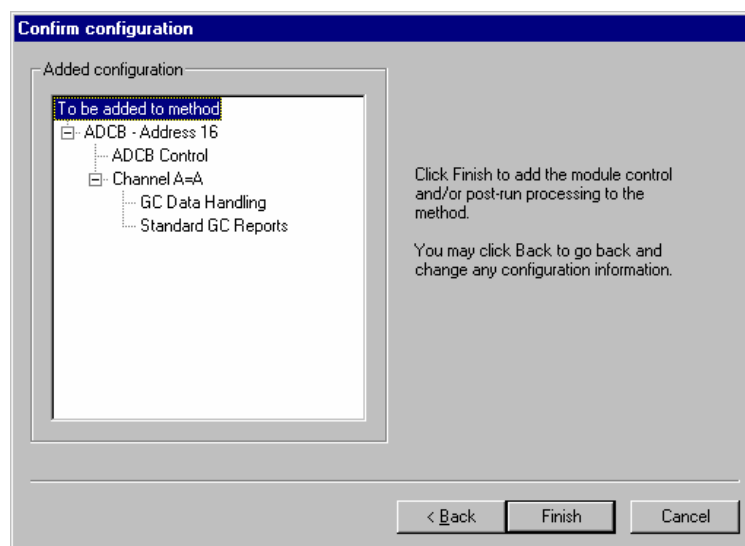 Confirm configuration
Added configuration
To be added to method
ADCB - Address 16
ADCB Control
Channel A=A
GC Data Handling
Standard GC Reports
Click Finish to add the module control
and/or post-run processing to the
method.
You may click Back to go back and
change any configuration information.
< Back
Finish
Cancel